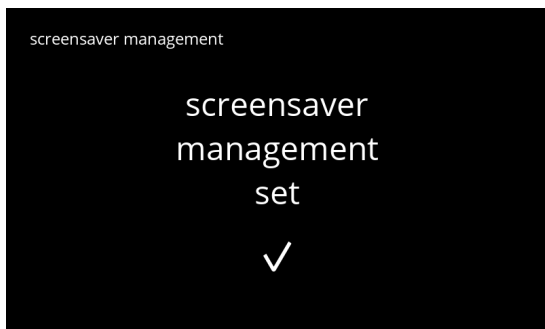 screensaver management
screensaver
management
set
✓